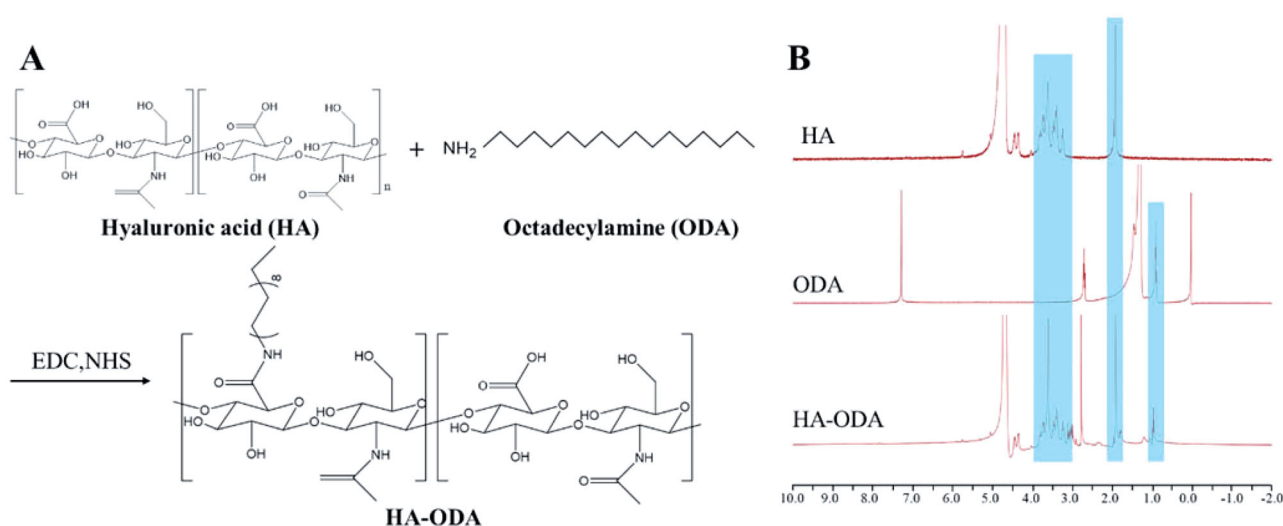 A
B
OH
HO
O
O
OH
HO
O
O
HO
O
HO
O
O
HO
O
HO
O
OH
NH
OH
NH
O
n
+
NH2
Hyaluronic acid (HA)
Octadecylamine (ODA)
HA
ODA
HA-ODA
8
EDC,NHS
NH
O
HO
O
OH
O
HO
O
O
HO
O
HO
O
O
HO
O
HO
O
OH
NH
OH
NH
O
HA-ODA
10.0 9.0 8.0 7.0 6.0 5.0 4.0 3.0 2.0 1.0 0.0 -1.0 -2.0